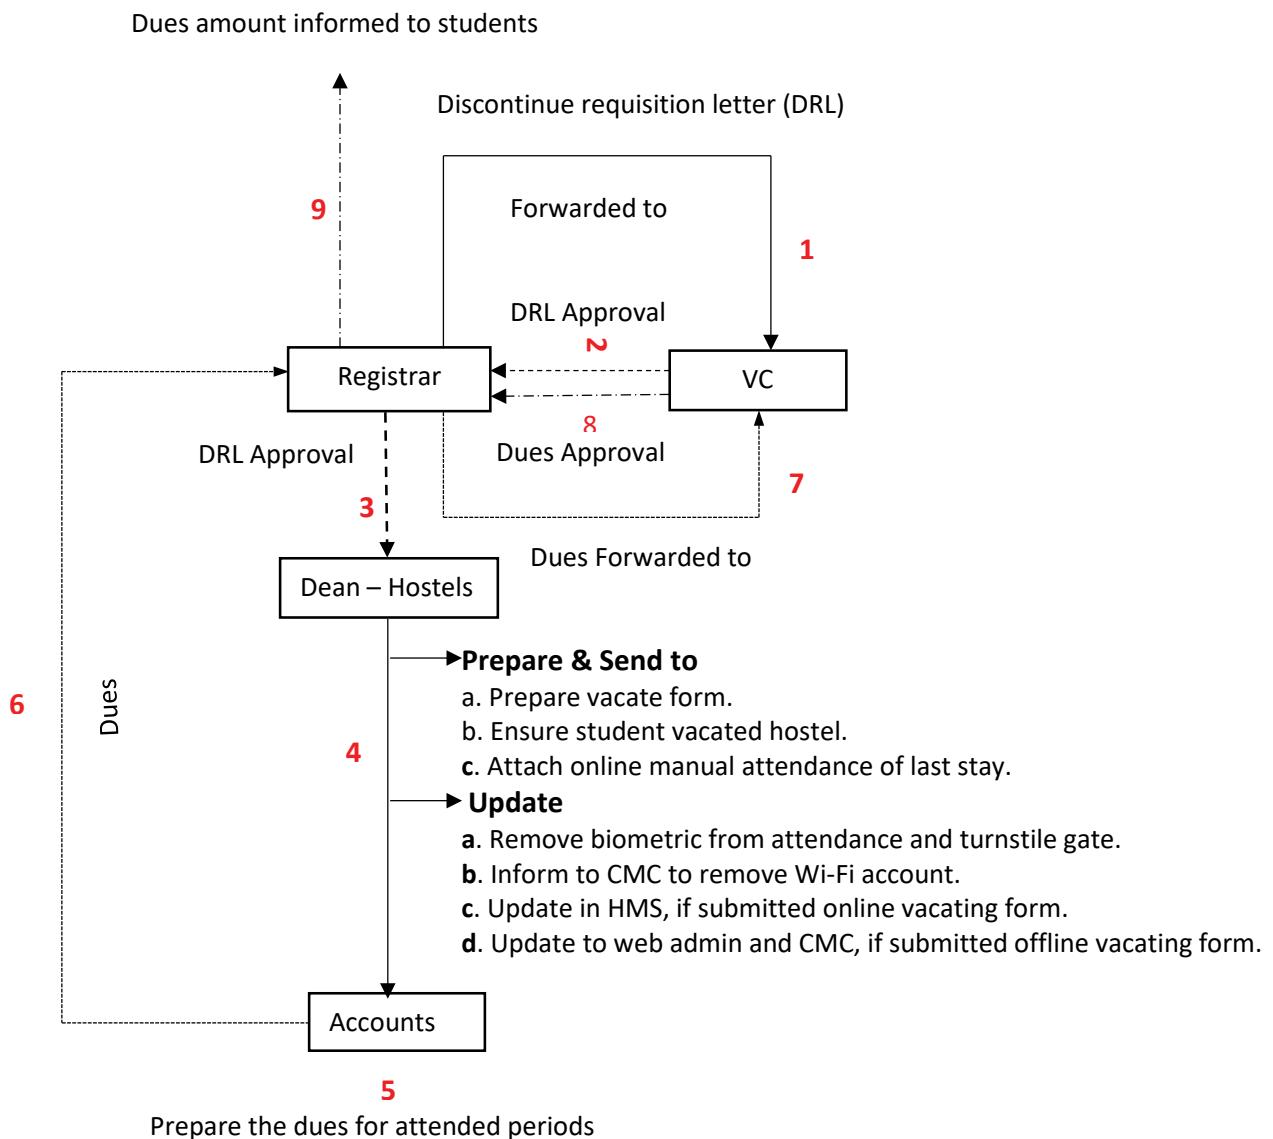 Dues amount informed to students
Discontinue requisition letter (DRL)
9
Forwarded to
1
DRL Approval
2
Registrar
VC
8
DRL Approval
Dues Approval
7
3
Dues Forwarded to
Dean – Hostels
Prepare & Send to
a. Prepare vacate form.
6
Dues
b. Ensure student vacated hostel.
4
c. Attach online manual attendance of last stay.
Update
a. Remove biometric from attendance and turnstile gate.
b. Inform to CMC to remove Wi-Fi account.
c. Update in HMS, if submitted online vacating form.
d. Update to web admin and CMC, if submitted offline vacating form.
Accounts
5
Prepare the dues for attended periods